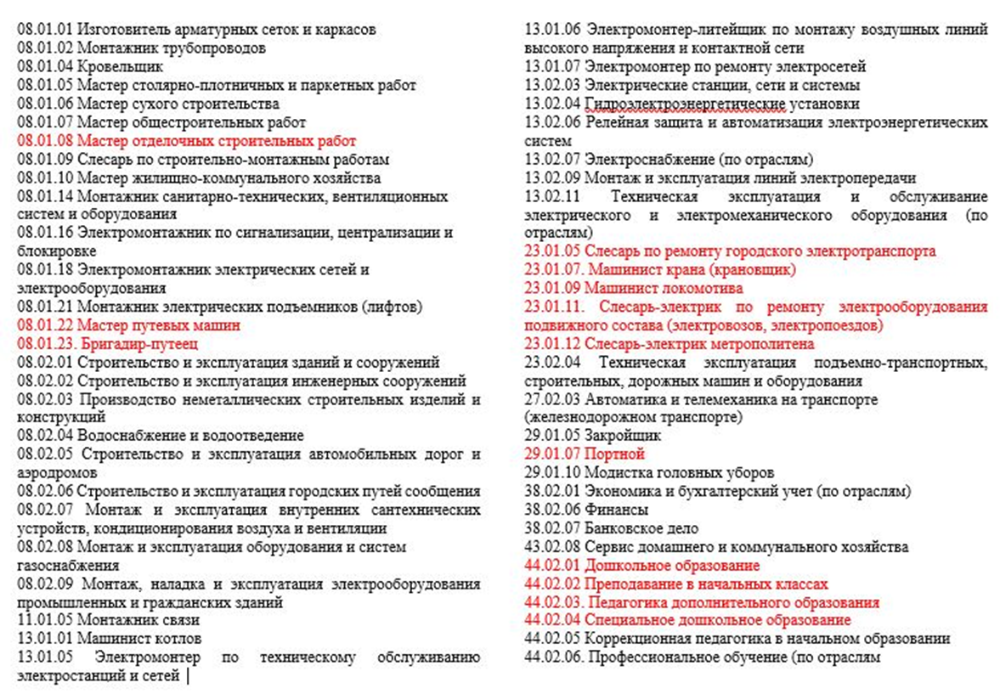 08.01.01 Изготовитель арматурных сеток и каркасов
08.01.02 Монтажник трубопроводов
08.01.04 Кровельщик
08.01.05 Мастер столярно-плотничных и паркетных работ
08.01.06 Мастер сухого строительства
08.01.07 Мастер общестроительных работ
08.01.08 Мастер отделочных строительных работ
08.01.09 Слесарь по строительно-монтажным работам
08.01.10 Мастер жилищно-коммунального хозяйства
08.01.14 Монтажник санитарно-технических, вентиляционных
систем и оборудования
08.01.16 Электромонтажник по сигнализации, централизации и
блокировке
08.01.18 Электромонтажник электрических сетей и
электрооборудования
08.01.21 Монтажник электрических подъемников (лифтов)
08.01.22 Мастер путевых машин
08.01.23. Бригадир-путеец
08.02.01 Строительство и эксплуатация зданий и сооружений
08.02.02 Строительство и эксплуатация инженерных сооружений
08.02.03 Производство неметаллических строительных изделий и
конструкций
08.02.04 Водоснабжение и водоотведение
08.02.05 Строительство и эксплуатация автомобильных дорог и
аэродромов
08.02.06 Строительство и эксплуатация городских путей сообщения
08.02.07 Монтаж и эксплуатация внутренних сантехнических
устройств, кондиционирования воздуха и вентиляции
08.02.08 Монтаж и эксплуатация оборудования и систем
газоснабжения
08.02.09 Монтаж, наладка и эксплуатация электрооборудования
промышленных и гражданских зданий
11.01.05 Монтажник связи
13.01.01 Машинист котлов
13.01.05 Электромонтер по техническому обслуживанию
электростанций и сетей
13.01.06 Электромонтер-литейщик по монтажу воздушных линий
высокого напряжения и контактной сети
13.01.07 Электромонтер по ремонту электросетей
13.02.03 Электрические станции, сети и системы
13.02.04 Гидроэлектроэнергетические установки
13.02.06 Релейная защита и автоматизация электроэнергетических
систем
13.02.07 Электроснабжение (по отраслям)
13.02.09 Монтаж и эксплуатация линий электропередачи
13.02.11 Техническая эксплуатация и обслуживание
электрического и электромеханического оборудования (по
отраслям)
23.01.05 Слесарь по ремонту городского электротранспорта
23.01.07. Машинист крана (крановщик)
23.01.09 Машинист локомотива
23.01.11. Слесарь-электрик по ремонту электрооборудования
подвижного состава (электровозов, электропоездов)
23.01.12 Слесарь-электрик метрополитена
23.02.04 Техническая эксплуатация подъемно-транспортных,
строительных, дорожных машин и оборудования
27.02.03 Автоматика и телемеханика на транспорте
(железнодорожном транспорте)
29.01.05 Закройщик
29.01.07 Портной
29.01.10 Модистка головных уборов
38.02.01 Экономика и бухгалтерский учет (по отраслям)
38.02.06 Финансы
38.02.07 Банковское дело
43.02.08 Сервис домашнего и коммунального хозяйства
44.02.01 Дошкольное образование
44.02.02 Преподавание в начальных классах
44.02.03. Педагогика дополнительного образования
44.02.04 Специальное дошкольное образование
44.02.05 Коррекционная педагогика в начальном образовании
44.02.06. Профессиональное обучение (по отраслям